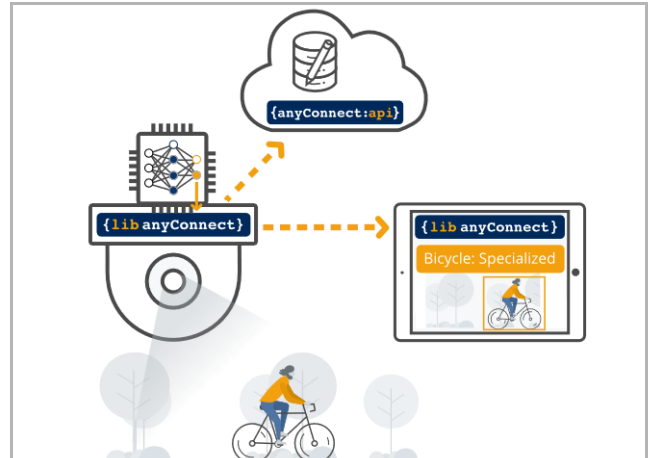 {anyConnect:api}
{lib anyConnect}
{lib anyConnect}
Bicycle: Specialized